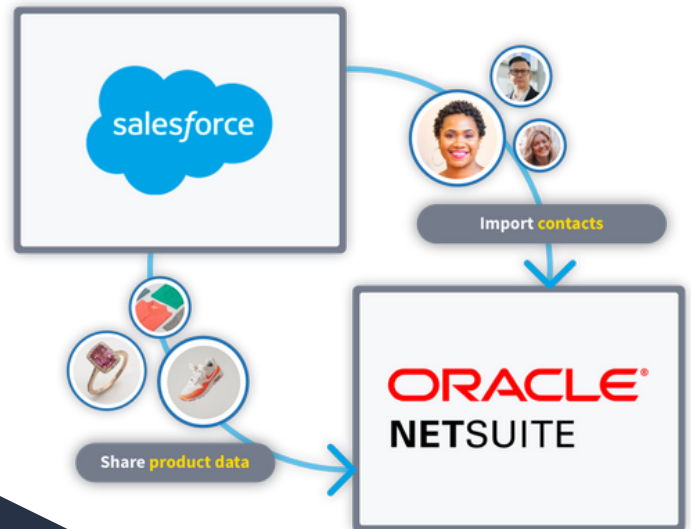 salesforce
Import contacts
ORACLE®
NETSUITE
Share product data